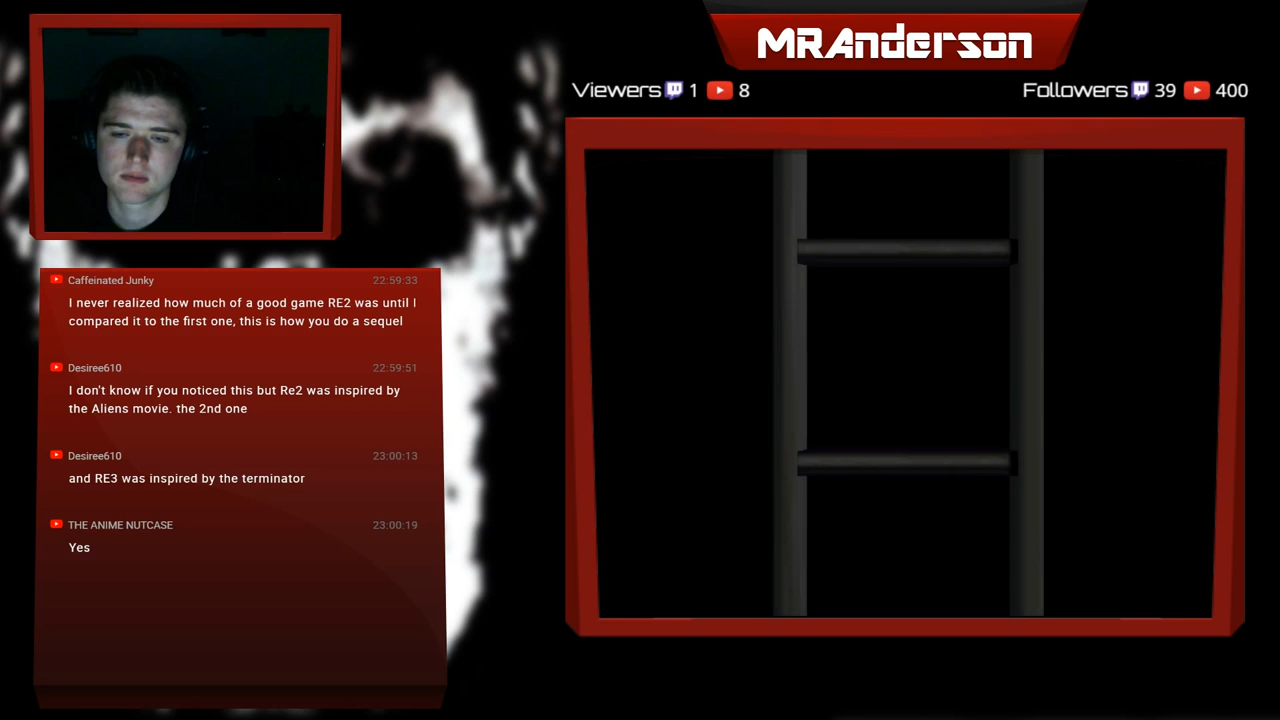 MRAnderson
Viewers 1 8
Followers 39 400
Caffeinated Junky 22:59:33
I never realized how much of a good game RE2 was until I
compared it to the first one, this is how you do a sequel
Desiree610 22:59:51
I don't know if you noticed this but Re2 was inspired by
the Aliens movie. the 2nd one
Desiree610 23:00:13
and RE3 was inspired by the terminator
THE ANIME NUTCASE 23:00:19
Yes